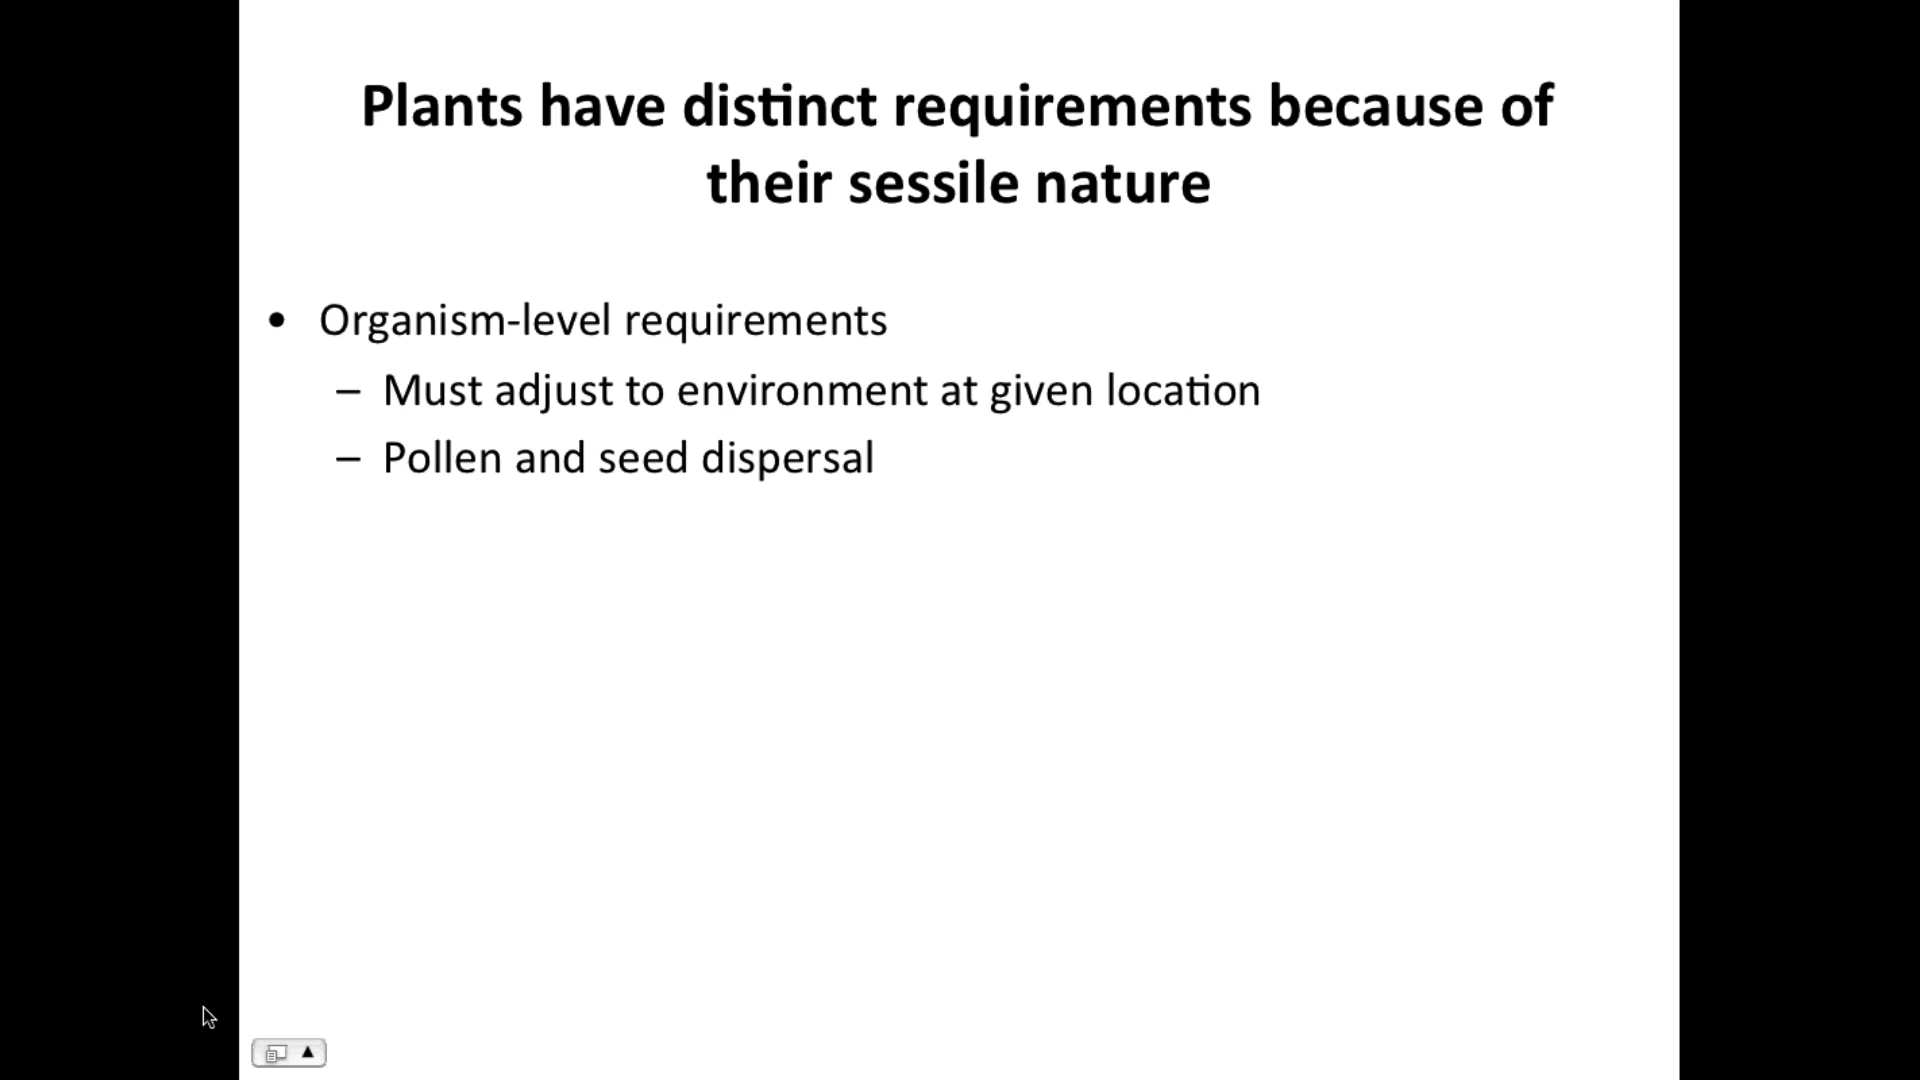 Plants have distinct requirements because of
their sessile nature
• Organism-level requirements
– Must adjust to environment at given location
– Pollen and seed dispersal